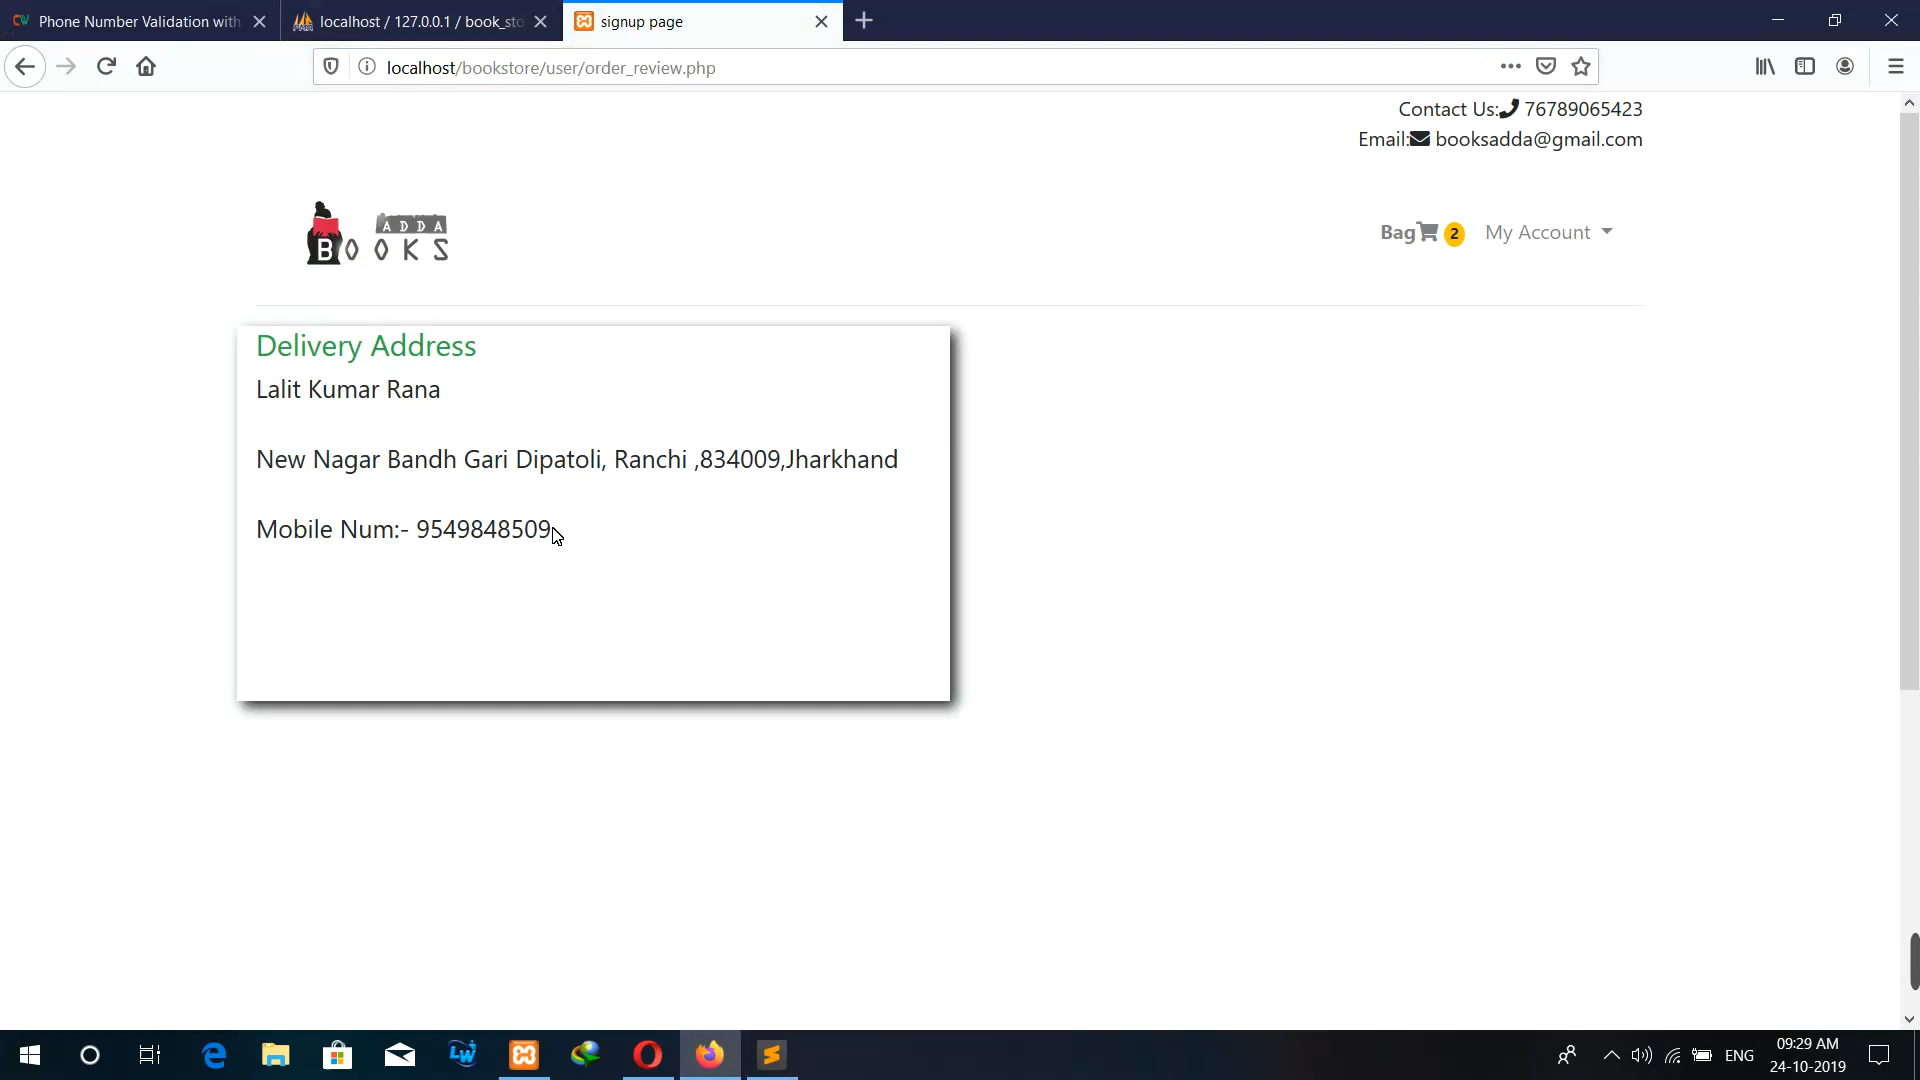 Phone Number Validation with
localhost / 127.0.0.1 / book_sto
signup page
localhost/bookstore/user/order_review.php
Contact Us: 76789065423
Email: booksadda@gmail.com
ADDA
BOOKS
Bag 2 My Account
Delivery Address
Lalit Kumar Rana
New Nagar Bandh Gari Dipatoli, Ranchi ,834009,Jharkhand
Mobile Num:- 9549848509
ENG
09:29 AM
24-10-2019